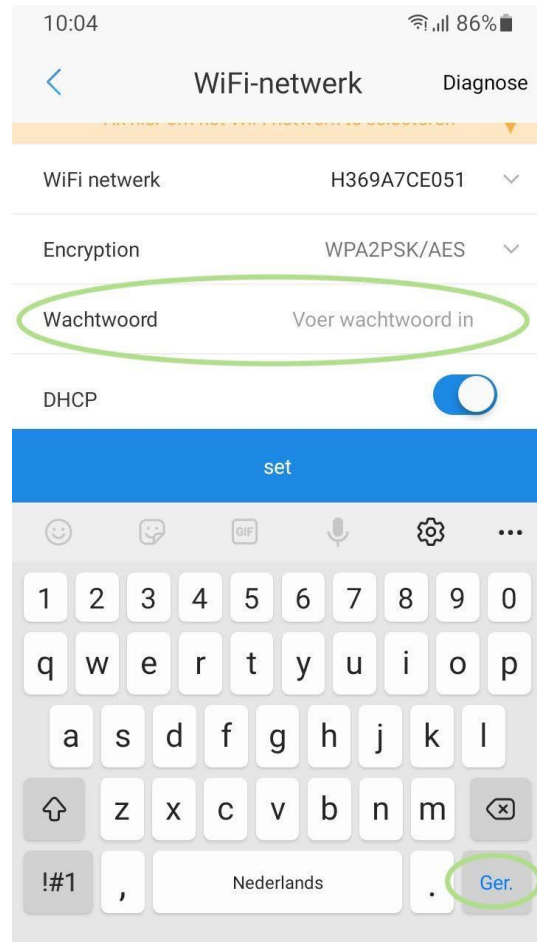 10:04 86%
WiFi-netwerk Diagnose
WiFi netwerk H369A7CE051
Encryption WPA2PSK/AES
Wachtwoord Voer wachtwoord in
DHCP
set
GIF
1 2 3 4 5 6 7 8 9 0
q w e r t y u i o p
a s d f g h j k l
z x c v b n m
!#1 , Nederlands . Ger.